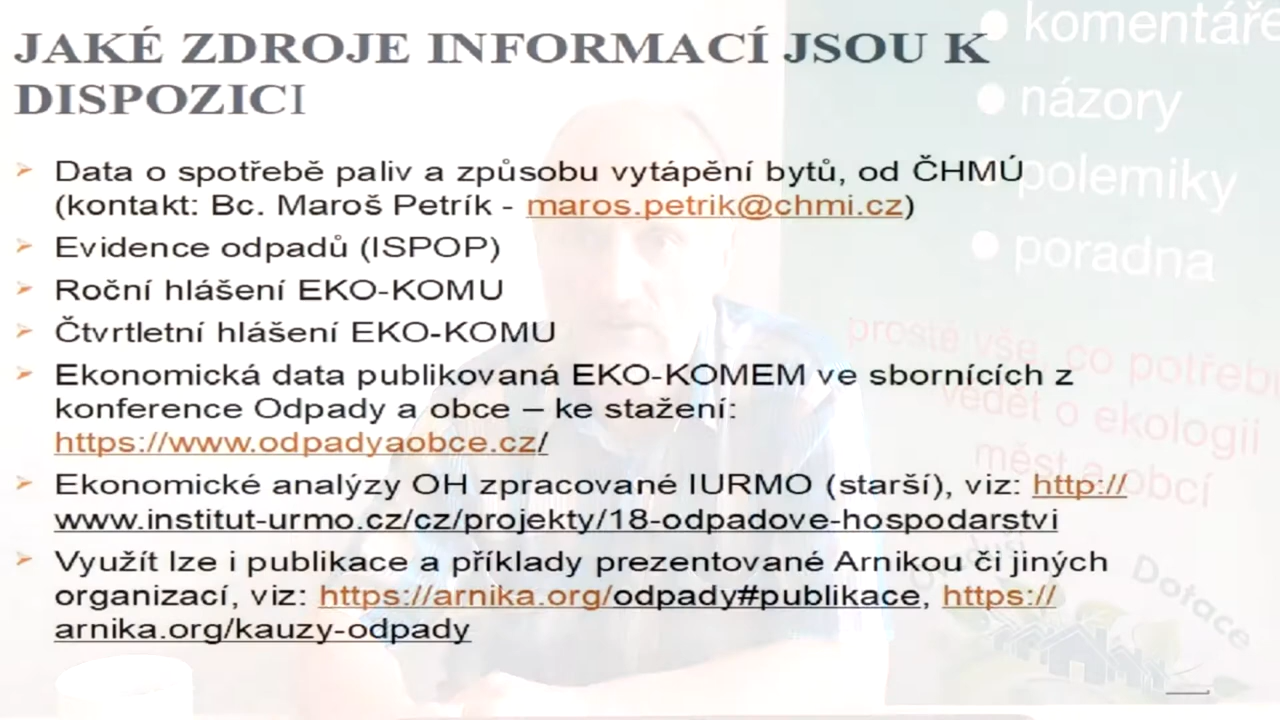 JAKÉ ZDROJE INFORMACÍ JSOU K
DISPOZICI
➢ Data o spotřebě paliv a způsobu vytápění bytů, od ČHMÚ
(kontakt: Bc. Maroš Petrík - maros.petrik@chmi.cz)
➢ Evidence odpadů (ISPOP)
➢ Roční hlášení EKO-KOMU
➢ Čtvrtletní hlášení EKO-KOMU
➢ Ekonomická data publikovaná EKO-KOMEM ve sbornících z
konference Odpady a obce – ke stažení:
https://www.odpadyaobce.cz/
➢ Ekonomické analýzy OH zpracované IURMO (starší), viz: http://
www.institut-urmo.cz/cz/projekty/18-odpadove-hospodarstvi
➢ Využít lze i publikace a příklady prezentované Arnikou či jiných
organizací, viz: https://arnika.org/odpady#publikace, https://
arnika.org/kauzy-odpady
● komentáře
● názory
● polemiky
● poradna
prostě vše, co potřebu
vědět o ekologii
měst a obcí
Dotace